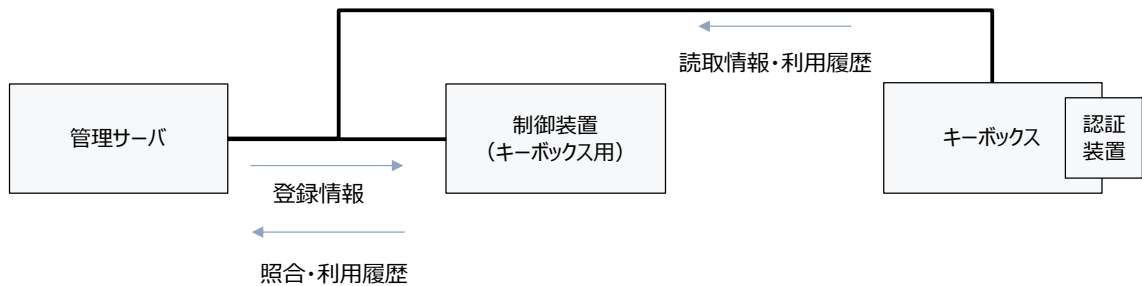 読取情報・利用履歴
管理サーバ
制御装置
（キーボックス用）
キーボックス
認証
装置
登録情報
照合・利用履歴